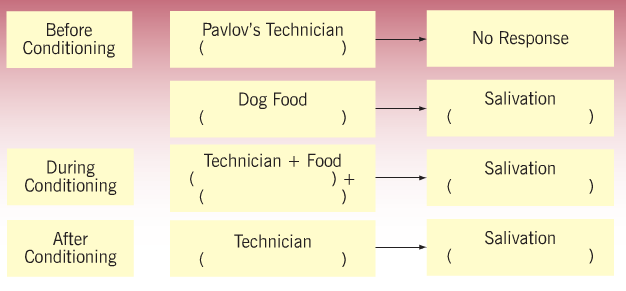 Before
Conditioning
Pavlov's Technician
(                    )
No Response
Dog Food
(                    )
Salivation
(                    )
During
Conditioning
Technician + Food
(                    ) +
(                    )
Salivation
(                    )
After
Conditioning
Technician
(                    )
Salivation
(                    )